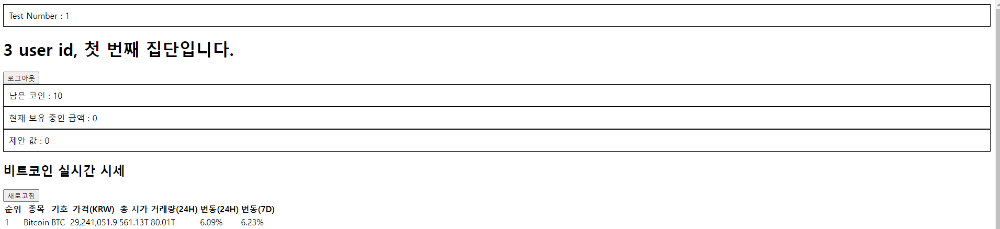 Test Number : 1
3 user id, 첫 번째 집단입니다.
로그아웃
남은 코인 : 10
현재 보유 중인 금액 : 0
제안 값 : 0
비트코인 실시간 시세
새로고침
순위 종목 기호 가격(KRW) 총 시가 거래량(24H) 변동(24H) 변동(7D)
1 Bitcoin BTC 29,241,051.9 561.13T 80.01T 6.09% 6.23%